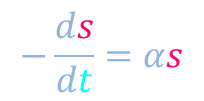 −ds/dt = αs